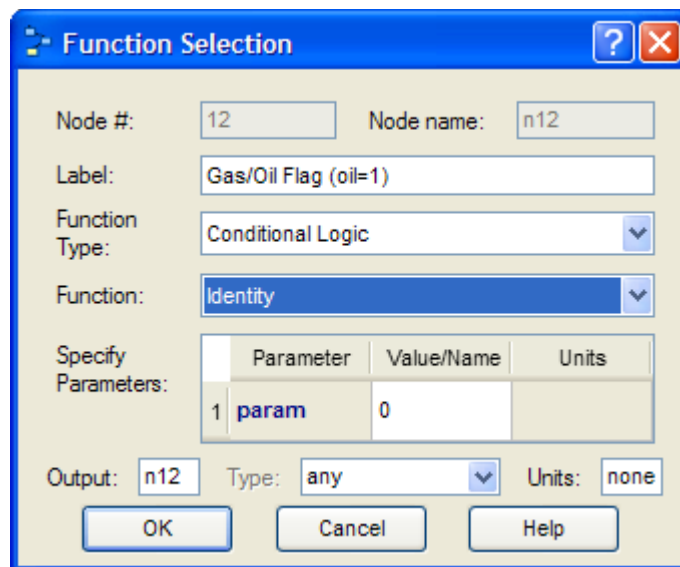 Function Selection
Node #: 12 Node name: n12
Label: Gas/Oil Flag (oil=1)
Function
Type: Conditional Logic
Function: Identity
Specify
Parameters:
Parameter Value/Name Units
1 param 0
Output: n12 Type: any Units: none
OK Cancel Help